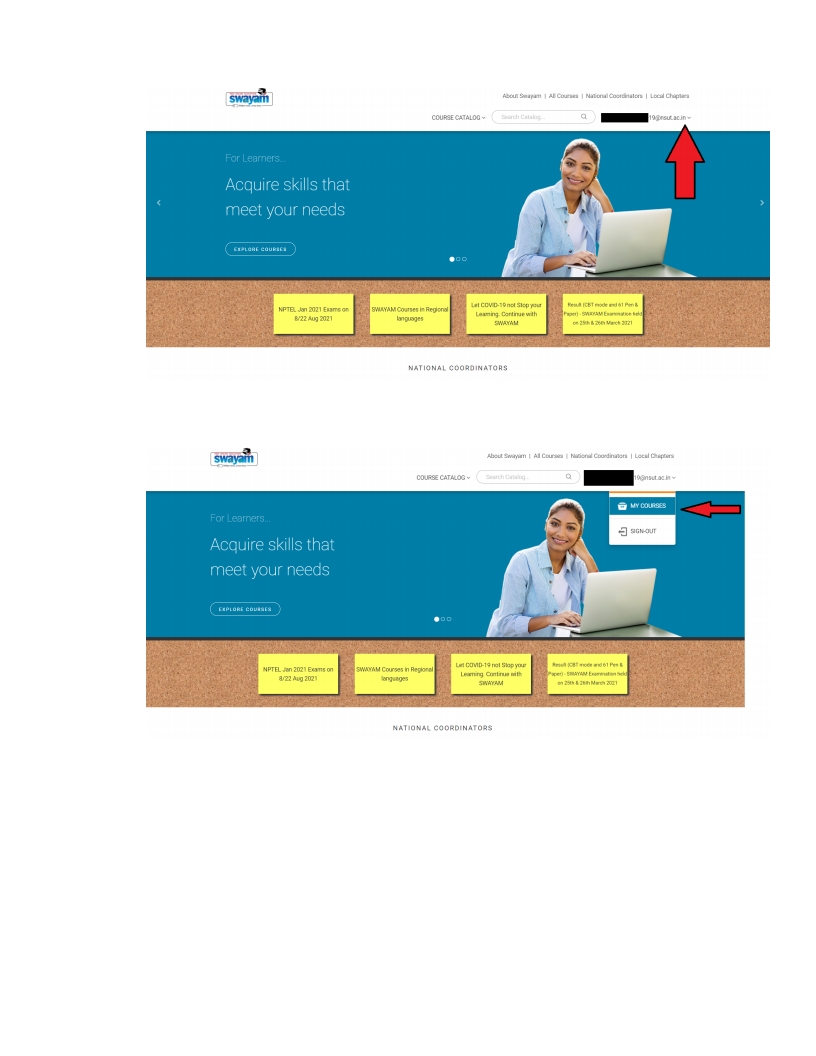 swayam
About Swayam | All Courses | National Coordinators | Local Chapters
COURSE CATALOG
Search Catalog...
19@nsut.ac.in
For Learners...
Acquire skills that
meet your needs
EXPLORE COURSES
NPTEL Jan 2021 Exams on
8/22 Aug 2021
SWAYAM Courses in Regional
languages
Let COVID-19 not Stop your
Learning. Continue with
SWAYAM
Result (CBT mode and 61 Pen &
Paper) - SWAYAM Examination held
on 25th & 26th March 2021
NATIONAL COORDINATORS
swayam
About Swayam | All Courses | National Coordinators | Local Chapters
COURSE CATALOG
Search Catalog...
19@nsut.ac.in
MY COURSES
SIGN-OUT
For Learners...
Acquire skills that
meet your needs
EXPLORE COURSES
NPTEL Jan 2021 Exams on
8/22 Aug 2021
SWAYAM Courses in Regional
languages
Let COVID-19 not Stop your
Learning. Continue with
SWAYAM
Result (CBT mode and 61 Pen &
Paper) - SWAYAM Examination held
on 25th & 26th March 2021
NATIONAL COORDINATORS